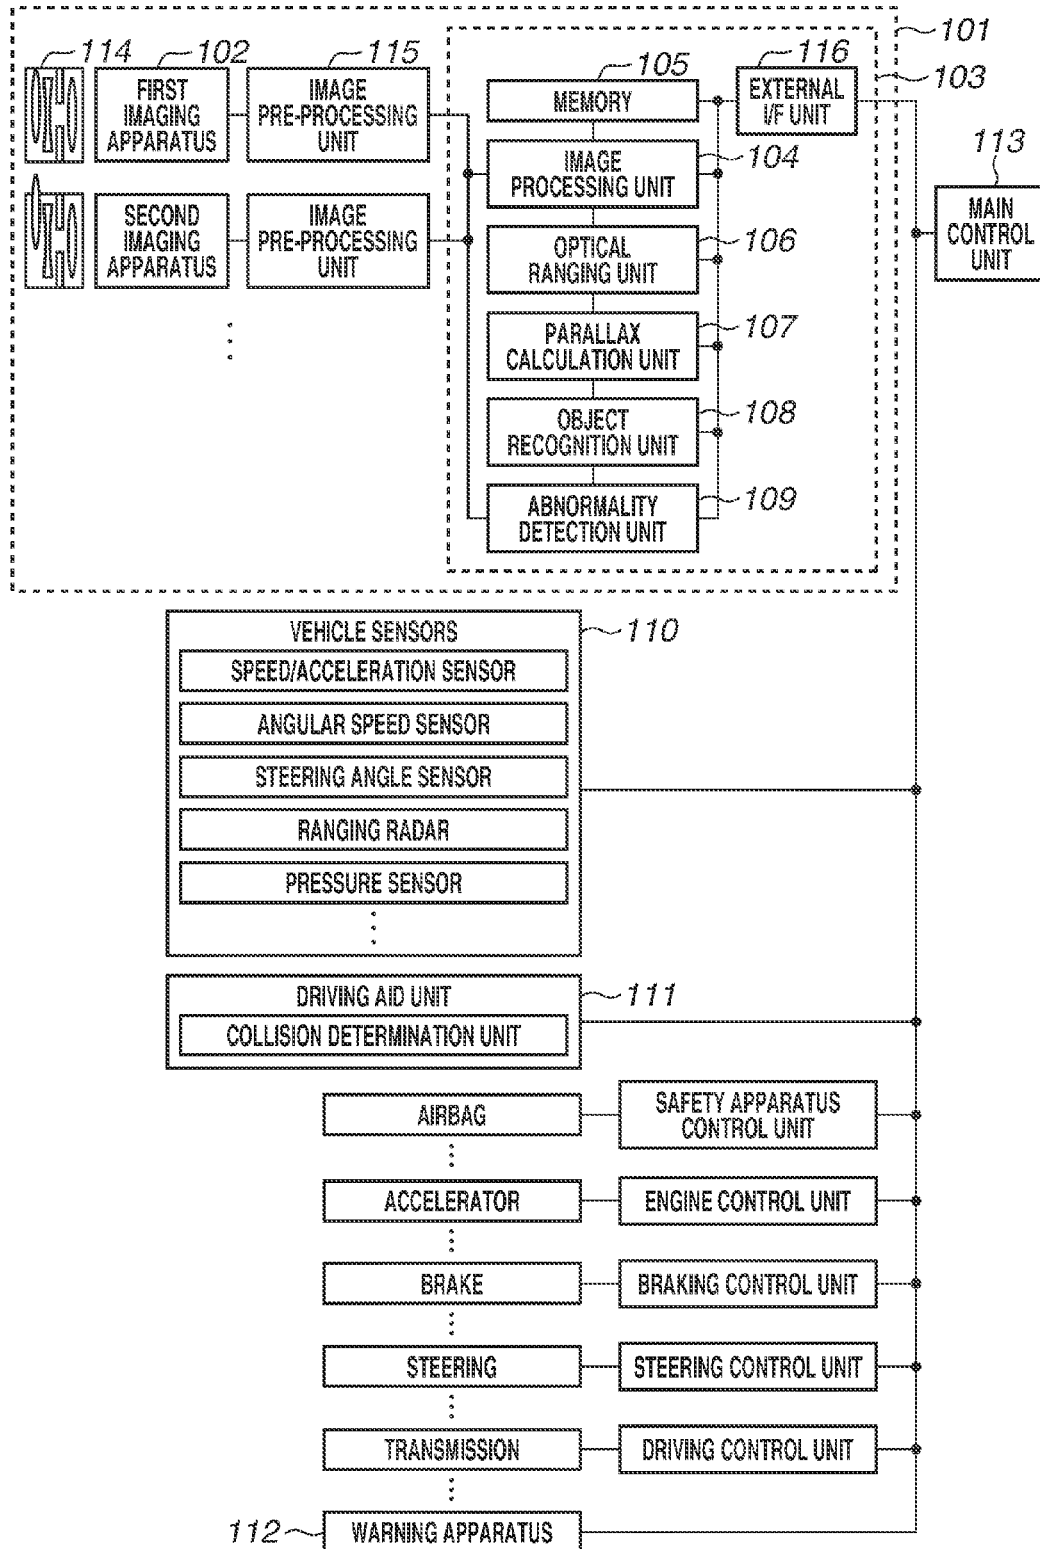 101
114
102
115
116
103
FIRST
IMAGING
APPARATUS
IMAGE
PRE-PROCESSING
UNIT
105
MEMORY
EXTERNAL
I/F UNIT
104
IMAGE
PROCESSING UNIT
113
MAIN
CONTROL
UNIT
SECOND
IMAGING
APPARATUS
IMAGE
PRE-PROCESSING
UNIT
106
OPTICAL
RANGING UNIT
107
PARALLAX
CALCULATION UNIT
108
OBJECT
RECOGNITION UNIT
109
ABNORMALITY
DETECTION UNIT
VEHICLE SENSORS
110
SPEED/ACCELERATION SENSOR
ANGULAR SPEED SENSOR
STEERING ANGLE SENSOR
RANGING RADAR
PRESSURE SENSOR
DRIVING AID UNIT
111
COLLISION DETERMINATION UNIT
AIRBAG
SAFETY APPARATUS
CONTROL UNIT
ACCELERATOR
ENGINE CONTROL UNIT
BRAKE
BRAKING CONTROL UNIT
STEERING
STEERING CONTROL UNIT
TRANSMISSION
DRIVING CONTROL UNIT
112
WARNING APPARATUS